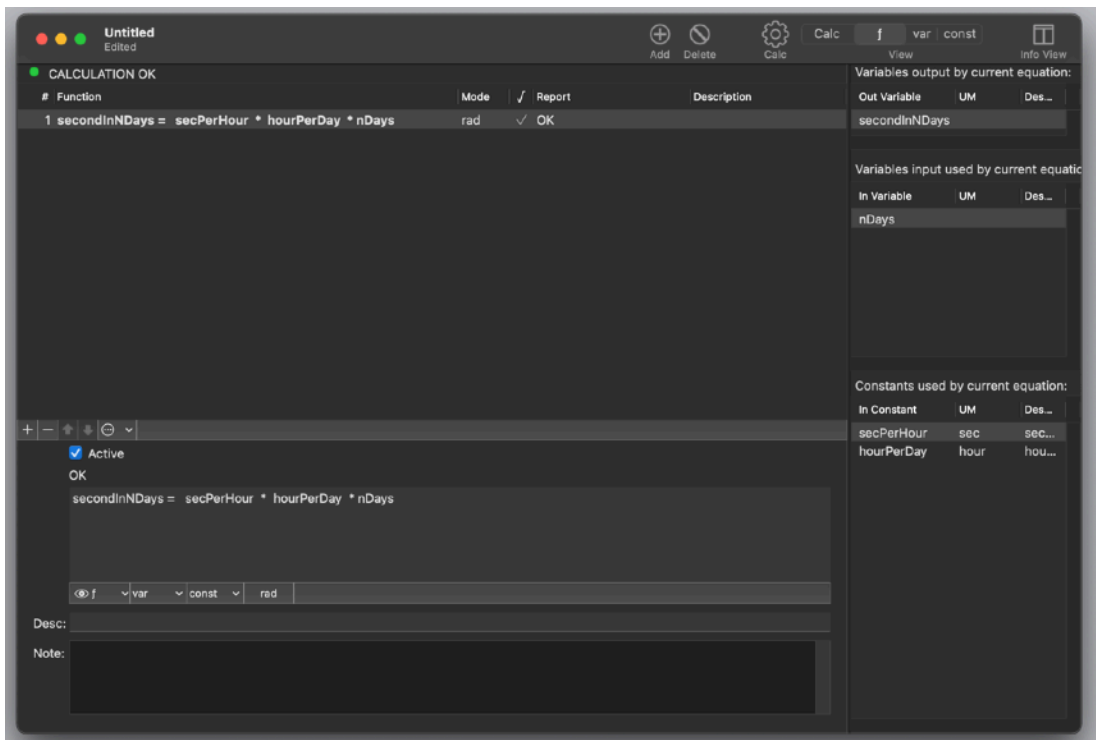 Untitled
Edited
Add Delete Calc Calc f var const View Info View
CALCULATION OK
# Function Mode √ Report Description
1 secondInNDays = secPerHour * hourPerDay * nDays rad ✓ OK
Variables output by current equation:
Out Variable UM Des...
secondInNDays
Variables input used by current equatic
In Variable UM Des...
nDays
Constants used by current equation:
In Constant UM Des...
secPerHour sec sec...
hourPerDay hour hou...
Active
OK
secondInNDays = secPerHour * hourPerDay * nDays
f var const rad
Desc:
Note: